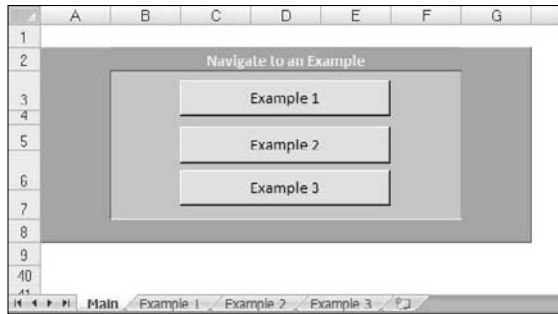 A B C D E F G
1
2 Navigate to an Example
3 Example 1
4
5 Example 2
6 Example 3
7
8
9
10
11
Main Example 1 Example 2 Example 3